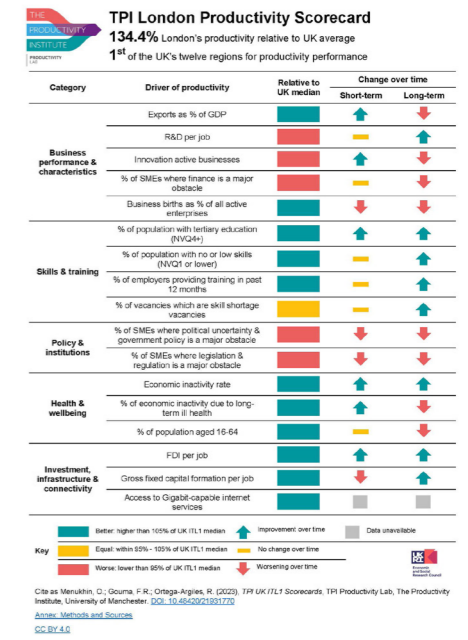 THE
PRODUCTIVITY
INSTITUTE
PRODUCTIVITY
LAB
TPI London Productivity Scorecard
134.4% London's productivity relative to UK average
1st of the UK's twelve regions for productivity performance
Category
Driver of productivity
Relative to
UK median
Change over time
Short-term
Long-term
Business
performance &
characteristics
Exports as % of GDP
R&D per job
Innovation active businesses
% of SMEs where finance is a major
obstacle
Business births as % of all active
enterprises
Skills & training
% of population with tertiary education
(NVQ4+)
% of population with no or low skills
(NVQ1 or lower)
% of employers providing training in past
12 months
% of vacancies which are skill shortage
vacancies
Policy &
institutions
% of SMEs where political uncertainty &
government policy is a major obstacle
% of SMEs where legislation &
regulation is a major obstacle
Health &
wellbeing
Economic inactivity rate
% of economic inactivity due to long-
term ill health
% of population aged 16-64
Investment,
infrastructure &
connectivity
FDI per job
Gross fixed capital formation per job
Access to Gigabit-capable internet
services
Key
Better: higher than 105% of UK ITL1 median
Improvement over time
Data unavailable
Equal: within 95% - 105% of UK ITL1 median
No change over time
Worse: lower than 95% of UK ITL1 median
Worsening over time
Economic
and Social
Research Council
Cite as Menukhin, O.; Gouma, F.R.; Ortega-Argiles, R. (2023), TPI UK ITL1 Scorecards, TPI Productivity Lab, The Productivity
Institute, University of Manchester. DOI: 10.48420/21931770
Annex: Methods and Sources
CC BY 4.0